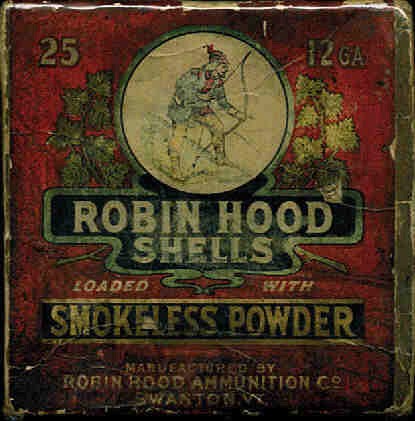 25 12 GA
ROBIN HOOD
SHELLS
LOADED WITH
SMOKELESS POWDER
MANUFACTURED BY
ROBIN HOOD AMMUNITION CO
SWANTON, VT.